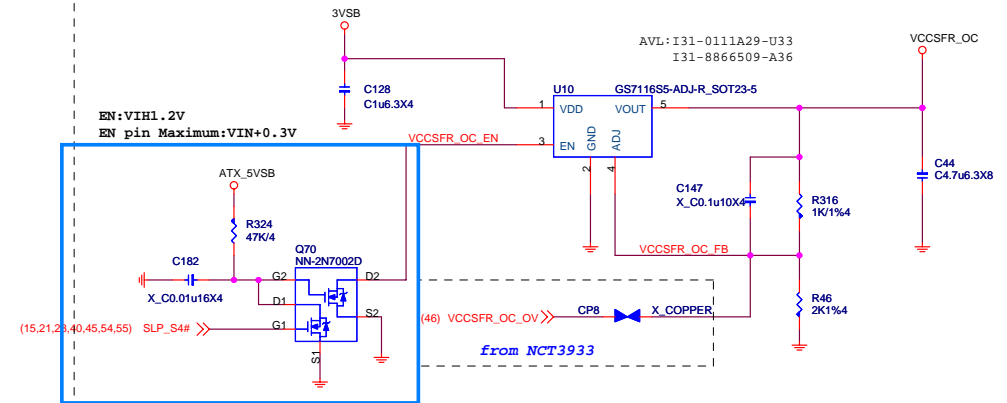 3VSB
AVL:I31-0111A29-U33
I31-8866509-A36
VCCSFR_OC
C128
C1u6.3X4
U10
GS7116S5-ADJ-R_SOT23-5
1
VDD
VOUT
5
EN:VIH1.2V
EN pin Maximum:VIN+0.3V
VCCSFR_OC_EN
3
EN
GND
ADJ
2
4
C44
C4.7u6.3X8
ATX_5VSB
C147
X_C0.1u10X4
R316
1K/1%4
R324
47K/4
VCCSFR_OC_FB
Q70
NN-2N7002D
C182
X_C0.01u16X4
G2
D2
D1
S2
G1
S1
R46
2K1%4
(15,21,23,40,45,54,55) SLP_S4#
(46) VCCSFR_OC_OV
CP8
X_COPPER
from NCT3933